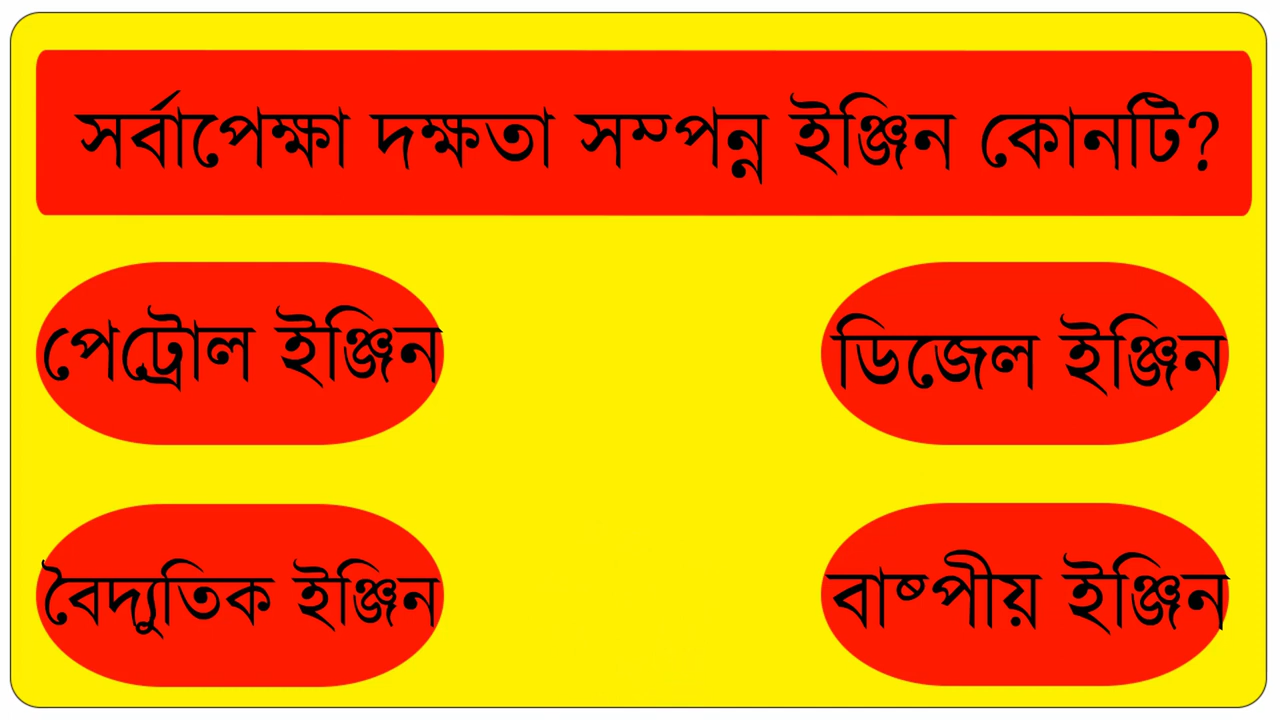 সর্বাপেক্ষা দক্ষতা সম্পন্ন ইঞ্জিন কোনটি?
পেট্রোল ইঞ্জিন
ডিজেল ইঞ্জিন
বৈদ্যুতিক ইঞ্জিন
বাষ্পীয় ইঞ্জিন